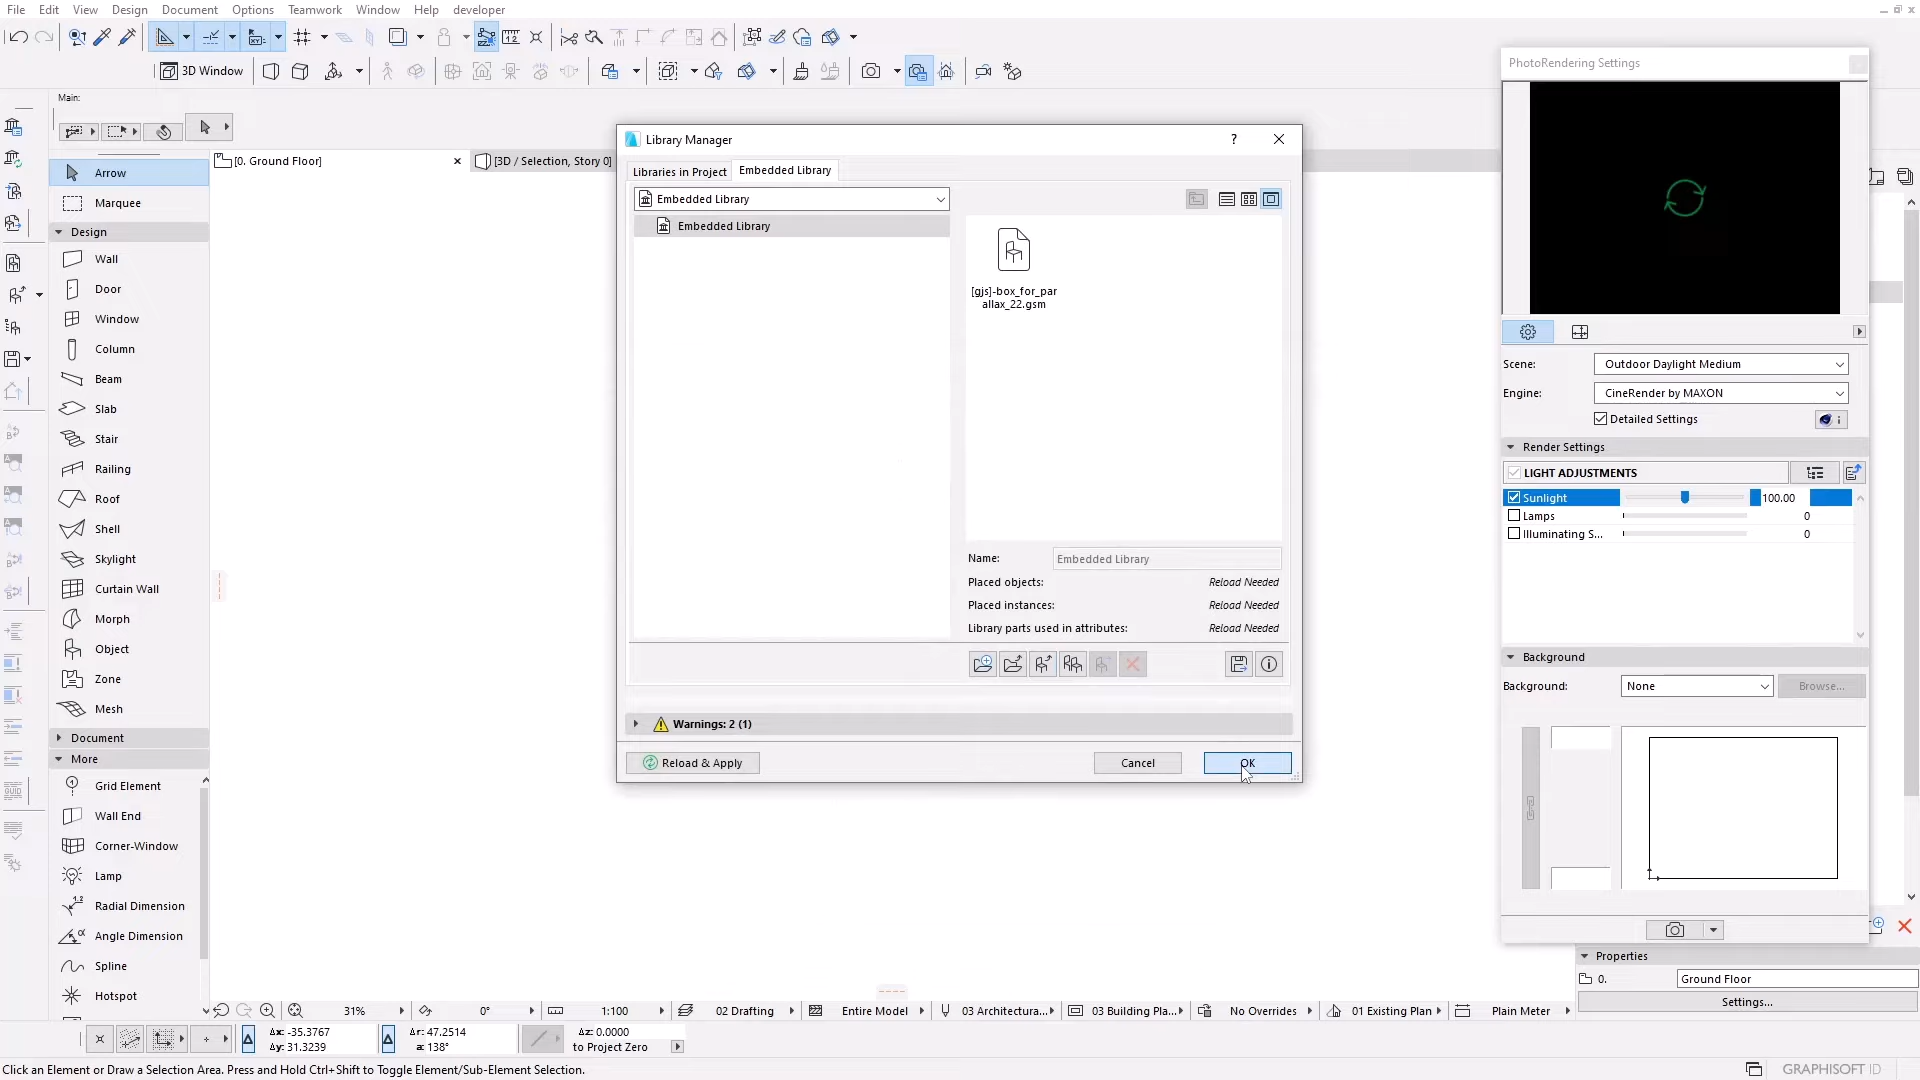 File Edit View Design Document Options Teamwork Window Help developer
3D Window
Main:
[0. Ground Floor]
[3D / Selection, Story 0]
Arrow
Marquee
Design
Wall
Door
Window
Column
Beam
Slab
Stair
Railing
Roof
Shell
Skylight
Curtain Wall
Morph
Object
Zone
Mesh
Document
More
Grid Element
Wall End
Corner-Window
Lamp
Radial Dimension
Angle Dimension
Spline
Hotspot
Library Manager
?
Libraries in Project
Embedded Library
Embedded Library
Embedded Library
[gjs]-box_for_par
allax_22.gsm
Name: Embedded Library
Placed objects: Reload Needed
Placed instances: Reload Needed
Library parts used in attributes: Reload Needed
Warnings: 2 (1)
Reload & Apply
Cancel
OK
PhotoRendering Settings
Scene: Outdoor Daylight Medium
Engine: CineRender by MAXON
Detailed Settings
i
Render Settings
LIGHT ADJUSTMENTS
Sunlight 100.00
Lamps 0
Illuminating S... 0
Background
Background: None Browse...
Properties
0. Ground Floor
Settings...
31% 0° 1:100 02 Drafting Entire Model 03 Architectura... 03 Building Pla... No Overrides 01 Existing Plan Plain Meter
Δx: -35.3767 Δr: 47.2514 Δz: 0.0000
Δy: 31.3239 a: 138° to Project Zero
Click an Element or Draw a Selection Area. Press and Hold Ctrl+Shift to Toggle Element/Sub-Element Selection.
GRAPHISOFT ID